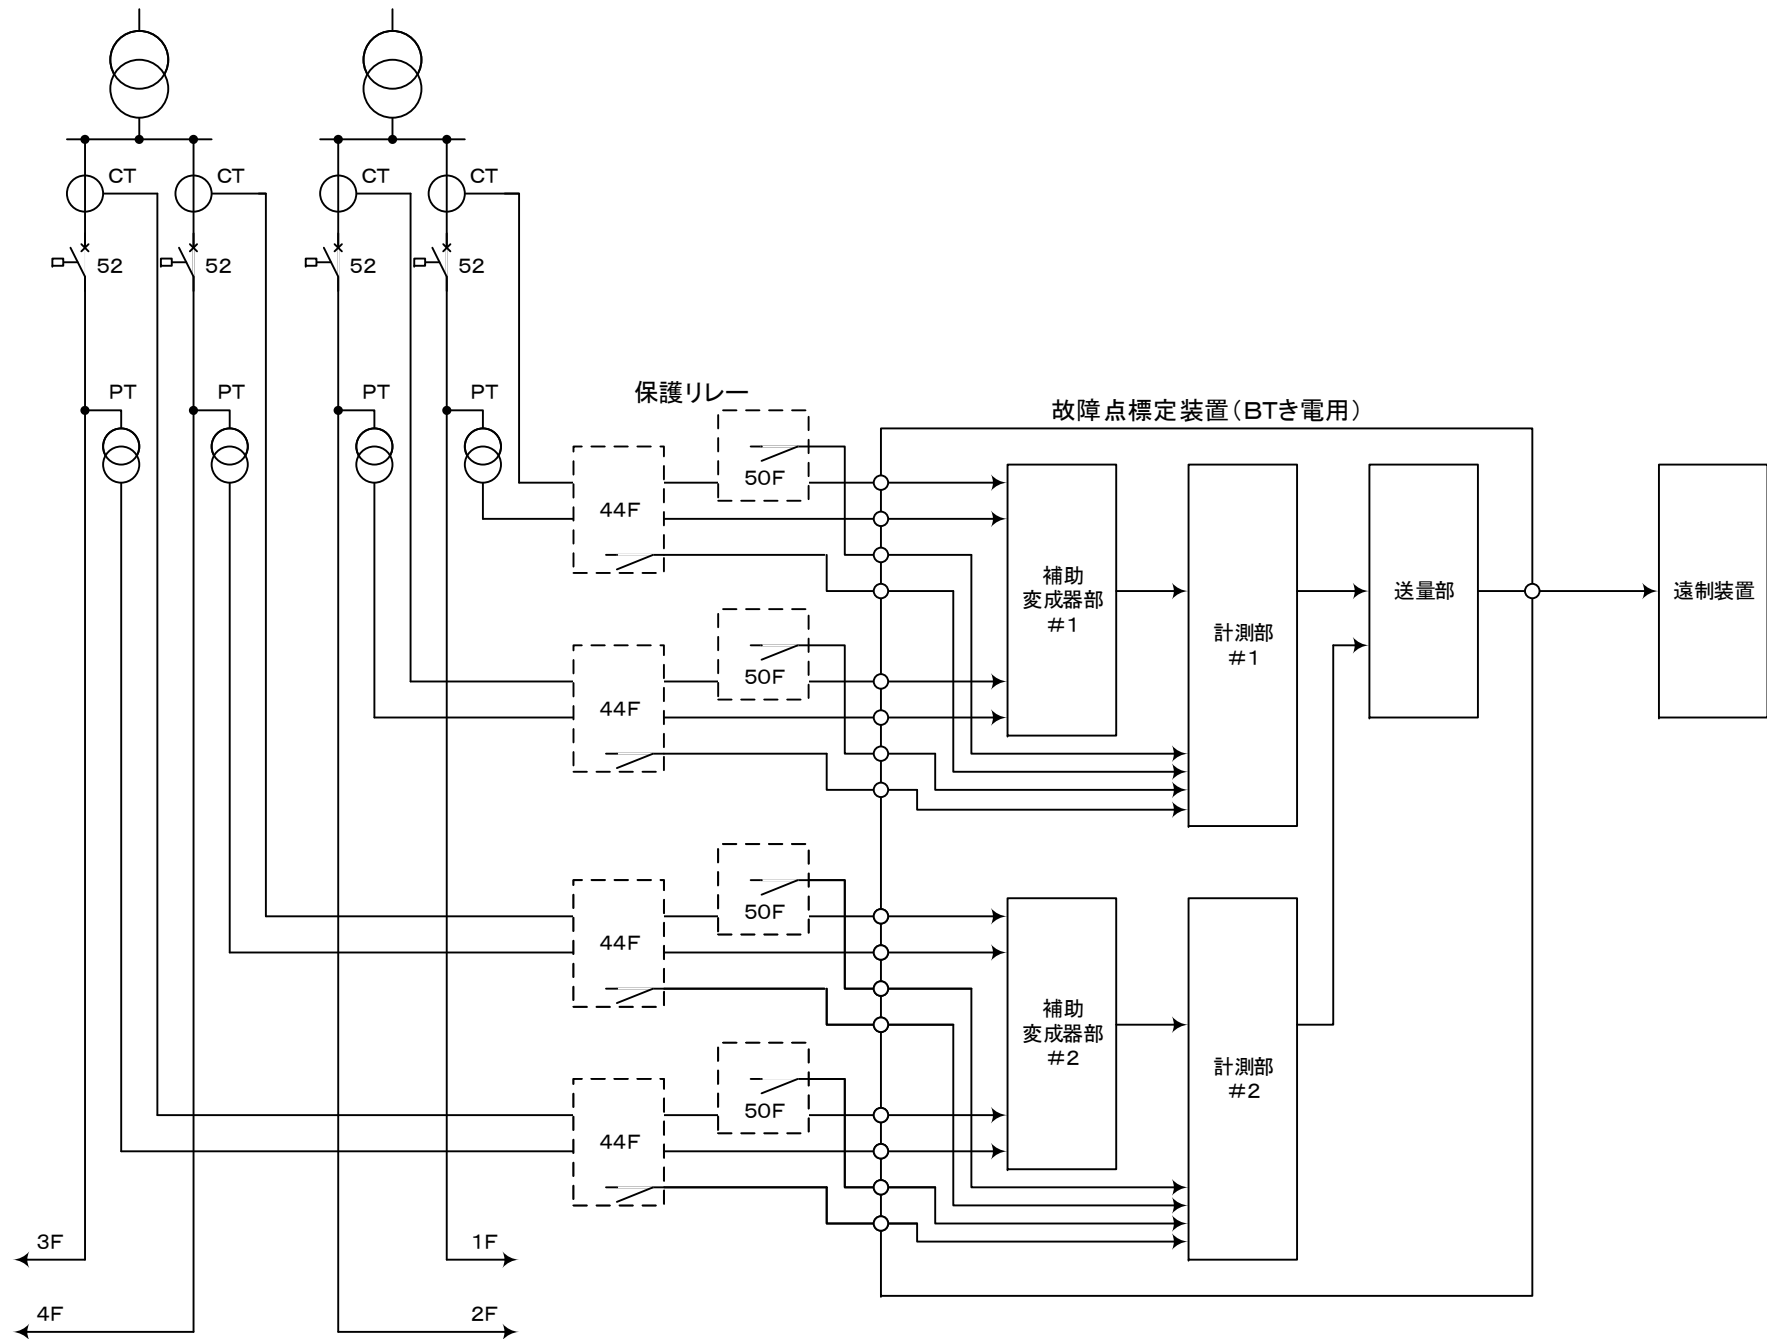 CT
CT
CT
CT
52
52
52
52
PT
PT
PT
PT
保護リレー
故障点標定装置(BTき電用)
50F
44F
補助
変成器部
#1
計測部
#1
送量部
遠制装置
50F
44F
50F
44F
補助
変成器部
#2
計測部
#2
50F
44F
3F
1F
4F
2F